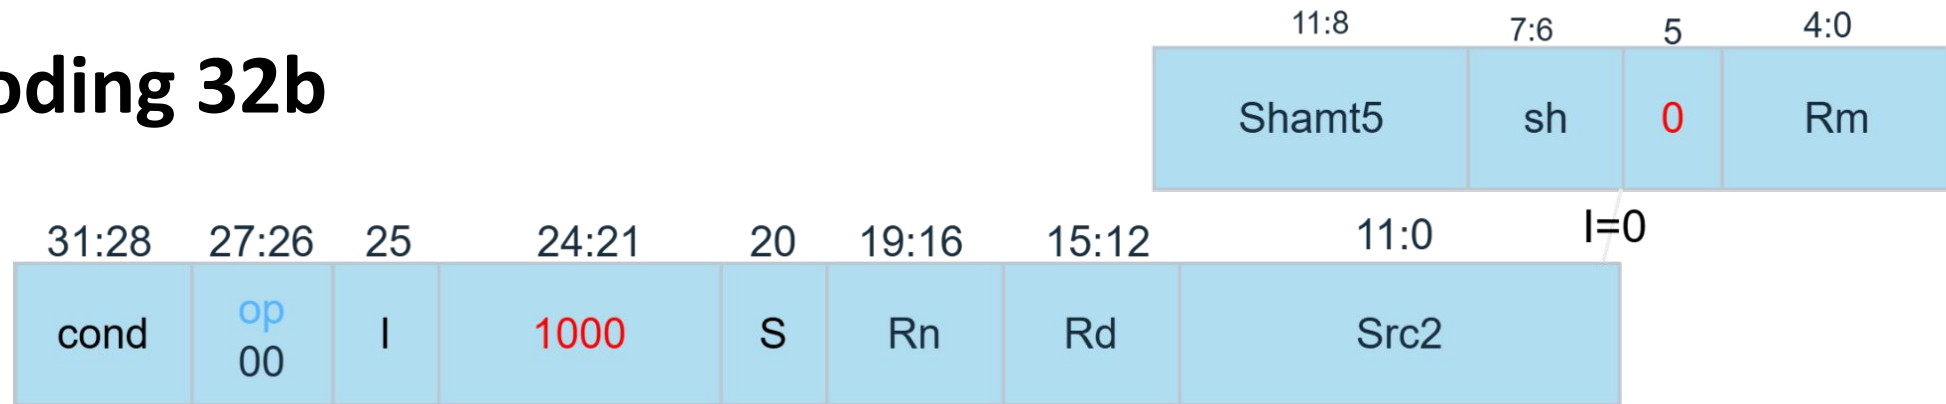 oding 32b
11:8 7:6 5 4:0
Shamt5 sh 0 Rm
I=0
31:28 27:26 25 24:21 20 19:16 15:12 11:0
cond op 00 I 1000 S Rn Rd Src2